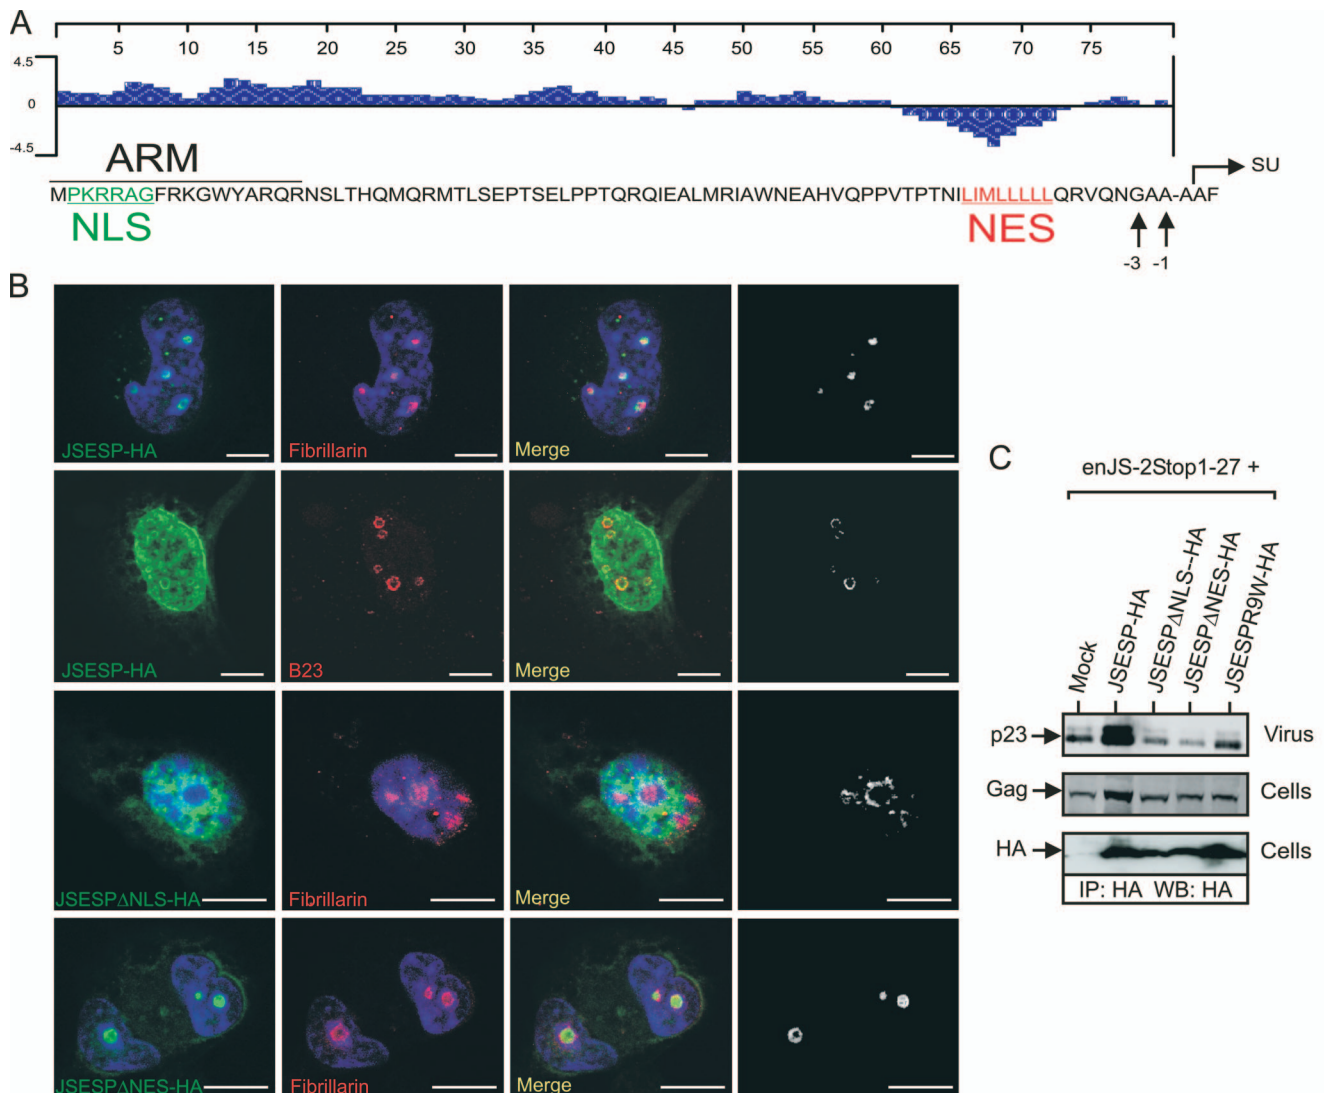 A
5 10 15 20 25 30 35 40 45 50 55 60 65 70 75
4.5
0
-4.5
ARM
SU
MPKRRAGFRKGWYARQRNSLTHQMQRMTLSEPTSELPPTQRQIEALMRIAWNEAHVQPPVTPTNILIMLLLLLQRVQNGAA-AAF
NLS
NES
-3 -1
B
JSESP-HA
Fibrillarin
Merge
JSESP-HA
B23
Merge
JSESPΔNLS-HA
Fibrillarin
Merge
JSESPΔNES-HA
Fibrillarin
Merge
C
enJS-2Stop1-27 +
Mock
JSESP-HA
JSESPΔNLS--HA
JSESPΔNES-HA
JSESPR9W-HA
p23 Virus
Gag Cells
HA Cells
IP: HA WB: HA